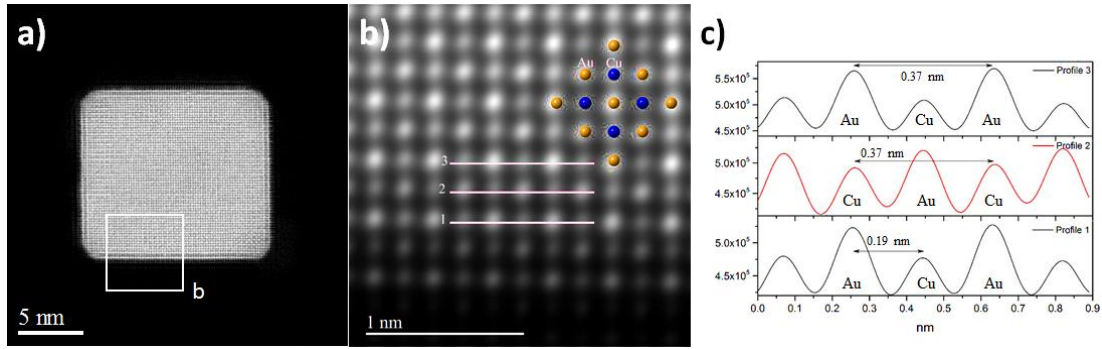 a)
b
5 nm
b)
Au Cu
3
2
1
1 nm
c)
5.5x10⁵
5.0x10⁵
4.5x10⁵
Profile 3
0.37 nm
Au Cu Au
5.0x10⁵
4.5x10⁵
Profile 2
0.37 nm
Cu Au Cu
5.0x10⁵
4.5x10⁵
Profile 1
0.19 nm
Au Cu Au
0.0 0.1 0.2 0.3 0.4 0.5 0.6 0.7 0.8 0.9
nm